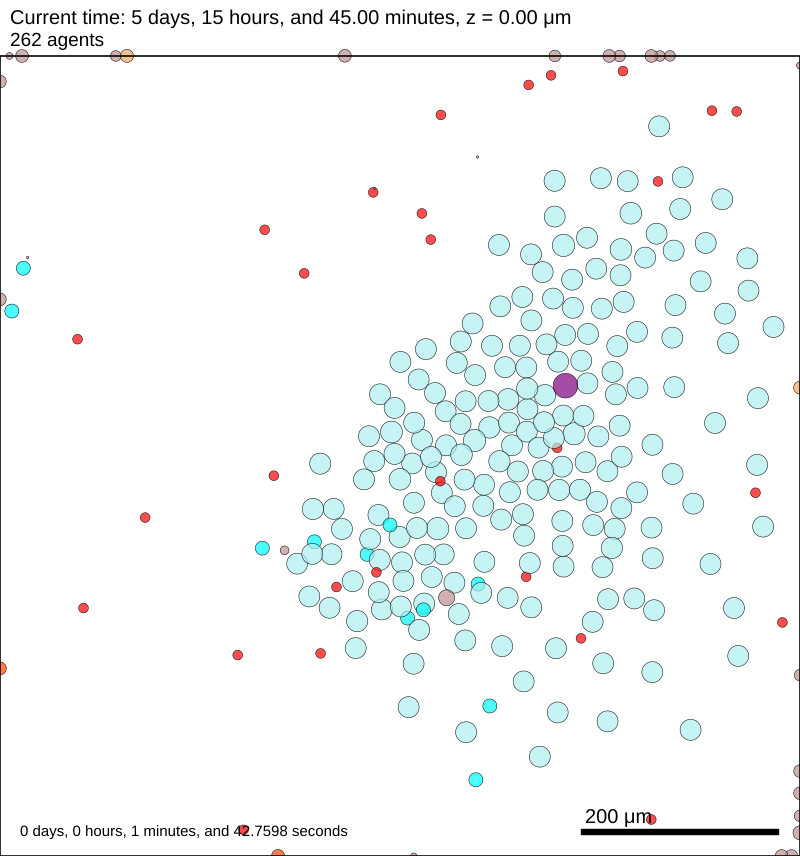 Current time: 5 days, 15 hours, and 45.00 minutes, z = 0.00 μm
262 agents
200 μm
0 days, 0 hours, 1 minutes, and 42.7598 seconds